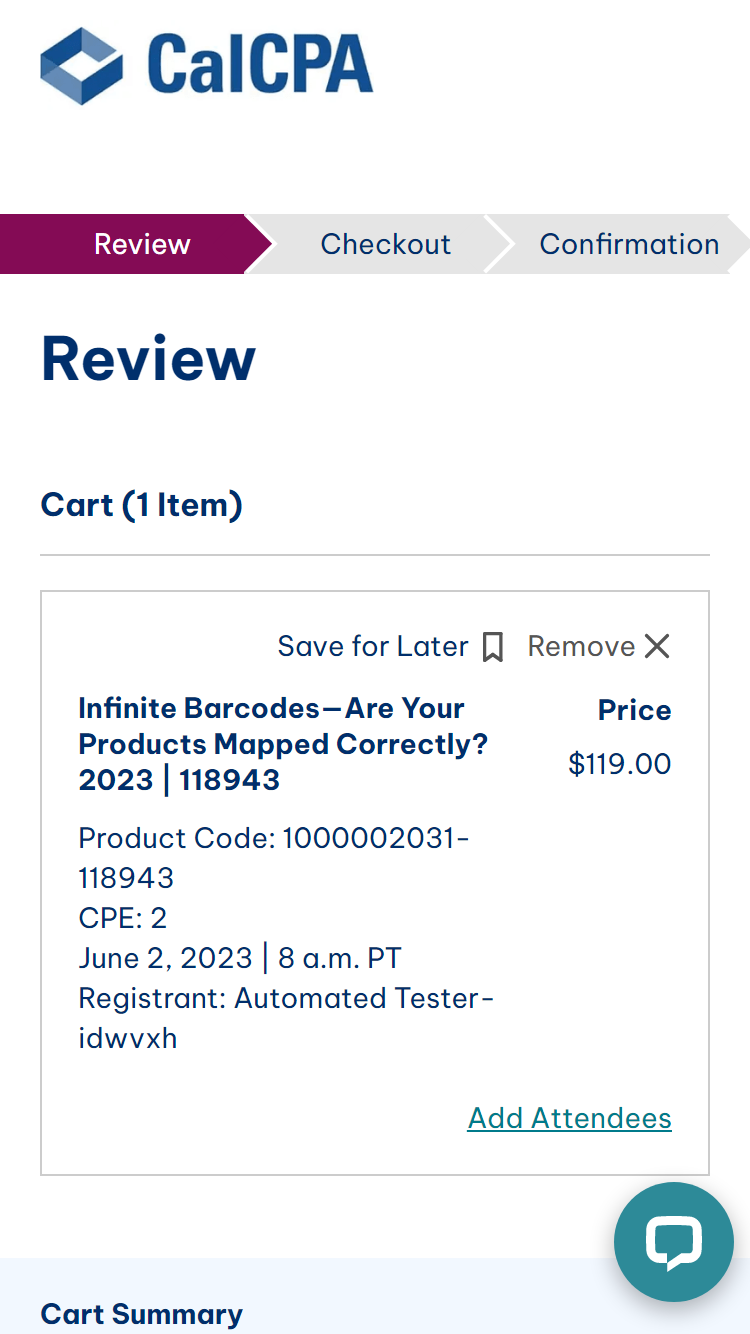 CalCPA
Review
Checkout
Confirmation
Review
Cart (1 Item)
Save for Later
Remove
Infinite Barcodes—Are Your
Products Mapped Correctly?
2023 | 118943
Price
$119.00
Product Code: 1000002031-
118943
CPE: 2
June 2, 2023 | 8 a.m. PT
Registrant: Automated Tester-
idwvxh
Add Attendees
Cart Summary